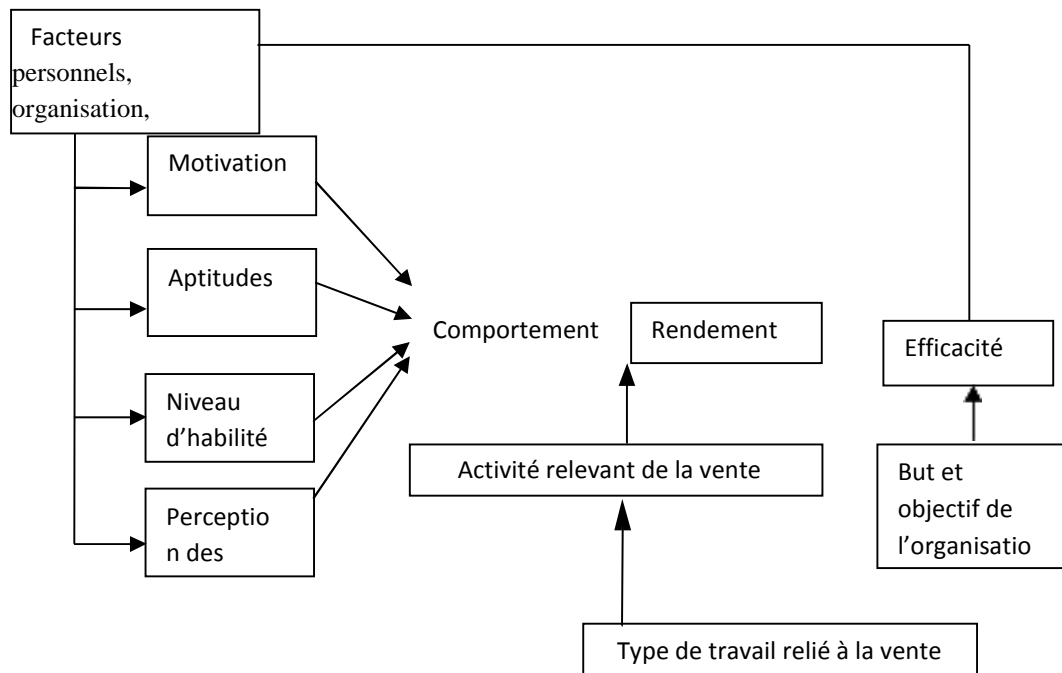 Facteurs
personnels,
organisation,
Motivation
Aptitudes
Niveau
d’habilité
Perceptio
n des
Comportement
Rendement
Efficacité
Activité relevant de la vente
But et
objectif de
l’organisatio
Type de travail relié à la vente